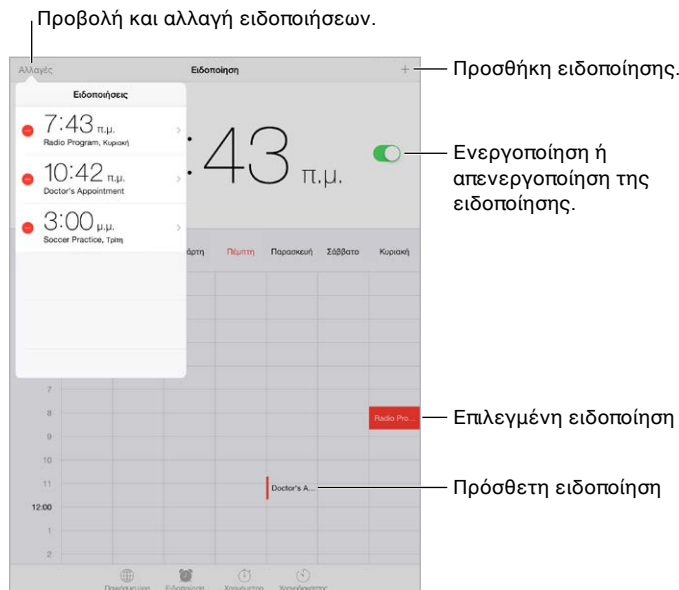 Προβολή και αλλαγή ειδοποιήσεων.
Αλλαγές
Ειδοποίηση
+
Προσθήκη ειδοποίησης.
Ειδοποιήσεις
7:43 π.μ.
Radio Program, Κυριακή
10:42 π.μ.
Doctor's Appointment
3:00 μ.μ.
Soccer Practice, Τρίτη
:43 π.μ.
Ενεργοποίηση ή
απενεργοποίηση της
ειδοποίησης.
άρτη Πέμπτη Παρασκευή Σάββατο Κυριακή
7
8
Radio Pro...
Επιλεγμένη ειδοποίηση
9
10
11
Doctor's A...
Πρόσθετη ειδοποίηση
12:00
1
2
Ειδοποίηση